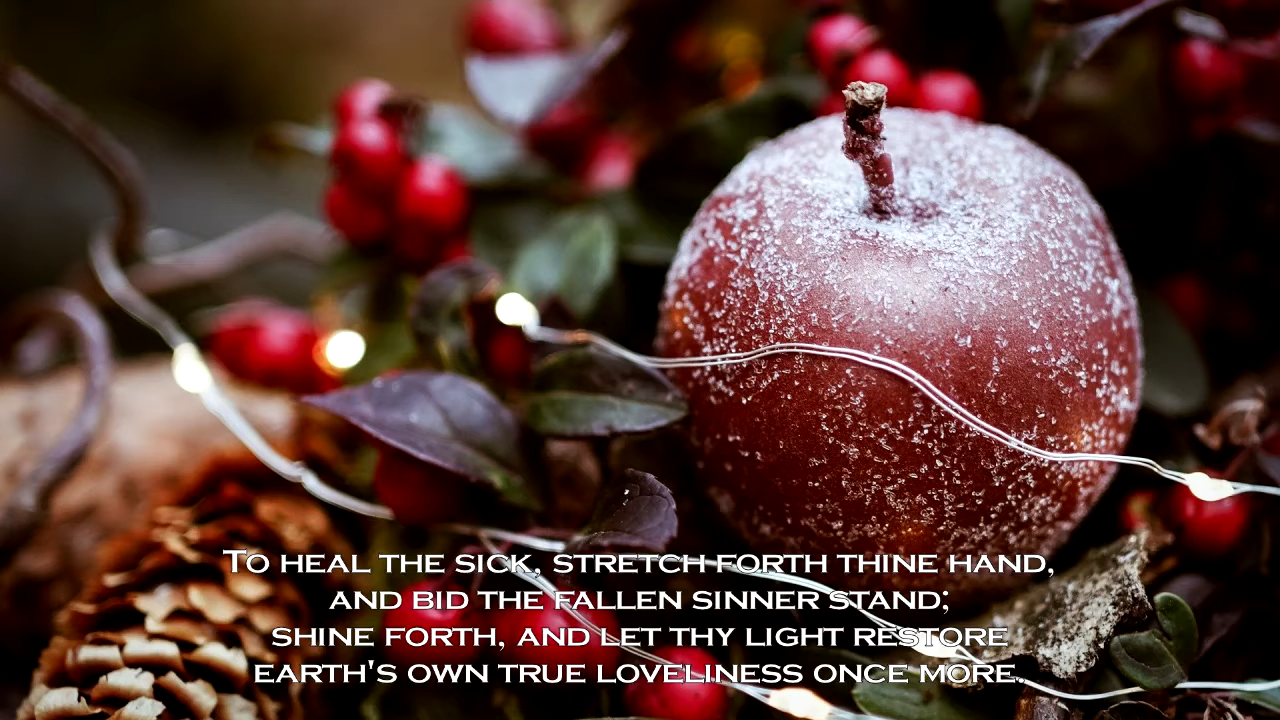 To heal the sick, stretch forth thine hand,
and bid the fallen sinner stand;
shine forth, and let thy light restore
earth's own true loveliness once more.